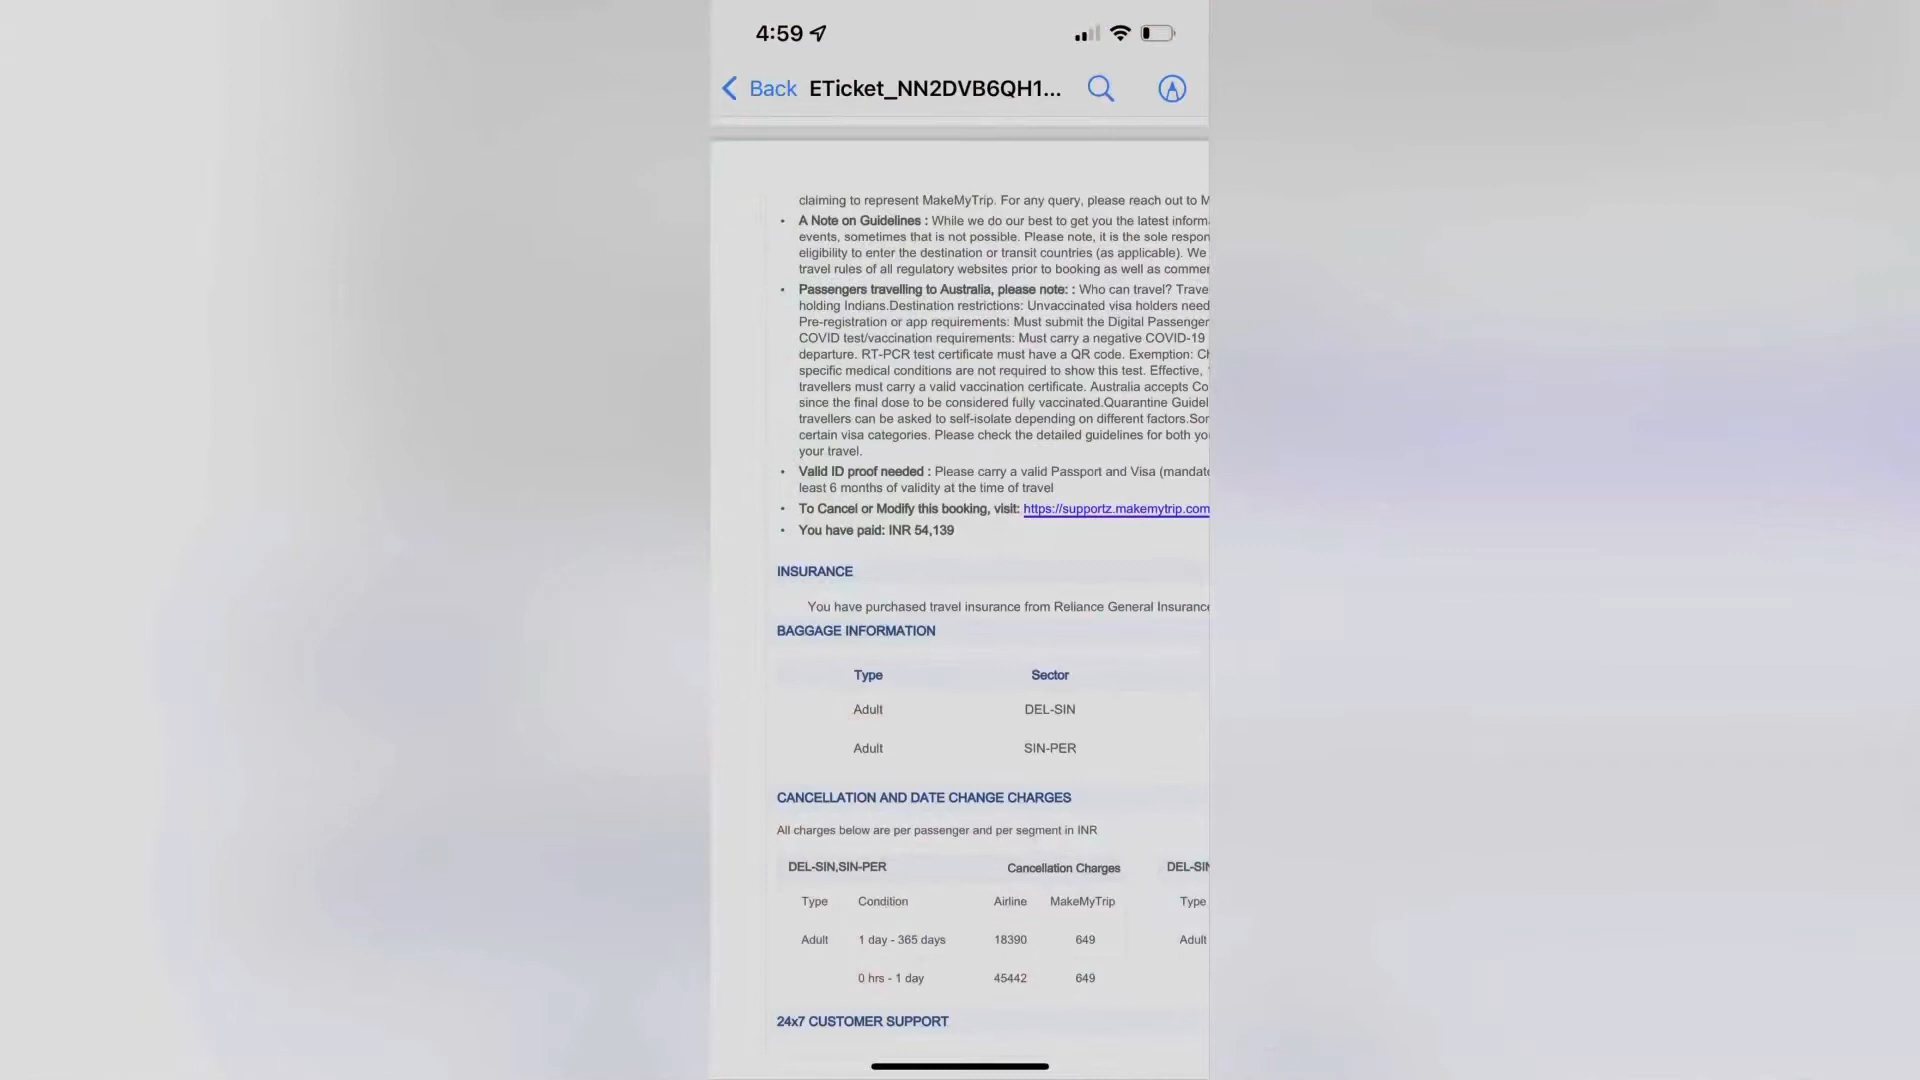 4:59
Back ETicket_NN2DVB6QH1...
claiming to represent MakeMyTrip. For any query, please reach out to M
• A Note on Guidelines : While we do our best to get you the latest inform
events, sometimes that is not possible. Please note, it is the sole respon
eligibility to enter the destination or transit countries (as applicable). We
travel rules of all regulatory websites prior to booking as well as commer
• Passengers travelling to Australia, please note: : Who can travel? Trave
holding Indians.Destination restrictions: Unvaccinated visa holders need
Pre-registration or app requirements: Must submit the Digital Passenger
COVID test/vaccination requirements: Must carry a negative COVID-19
departure. RT-PCR test certificate must have a QR code. Exemption: Ch
specific medical conditions are not required to show this test. Effective,
travellers must carry a valid vaccination certificate. Australia accepts Co
since the final dose to be considered fully vaccinated.Quarantine Guidel
travellers can be asked to self-isolate depending on different factors.Sor
certain visa categories. Please check the detailed guidelines for both yo
your travel.
• Valid ID proof needed : Please carry a valid Passport and Visa (mandato
least 6 months of validity at the time of travel
• To Cancel or Modify this booking, visit: https://supportz.makemytrip.com
• You have paid: INR 54,139
INSURANCE
You have purchased travel insurance from Reliance General Insurance
BAGGAGE INFORMATION
Type Sector
Adult DEL-SIN
Adult SIN-PER
CANCELLATION AND DATE CHANGE CHARGES
All charges below are per passenger and per segment in INR
DEL-SIN,SIN-PER Cancellation Charges DEL-SIN
Type Condition Airline MakeMyTrip Type
Adult 1 day - 365 days 18390 649 Adult
0 hrs - 1 day 45442 649
24x7 CUSTOMER SUPPORT